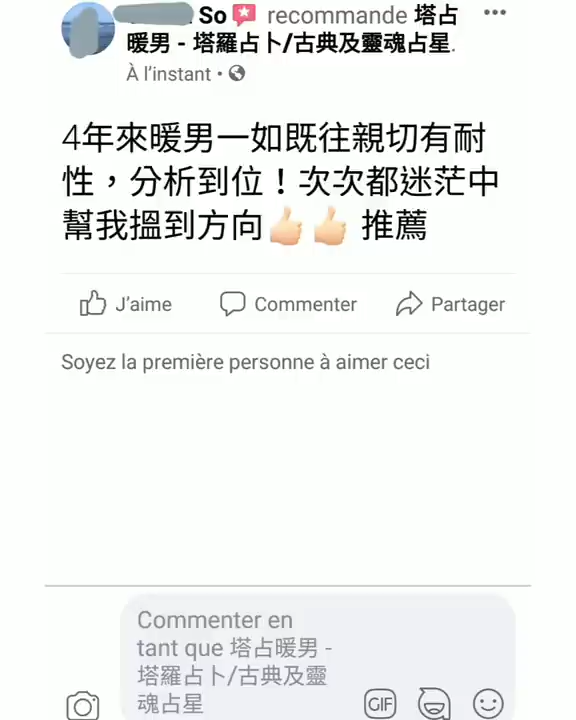 So recommande 塔占
暖男 - 塔羅占卜/古典及靈魂占星.
À l'instant •
4年來暖男一如既往親切有耐
性，分析到位！次次都迷茫中
幫我搵到方向👍🏻👍🏻 推薦
J'aime
Commenter
Partager
Soyez la première personne à aimer ceci
Commenter en
tant que 塔占暖男 -
塔羅占卜/古典及靈
魂占星
GIF